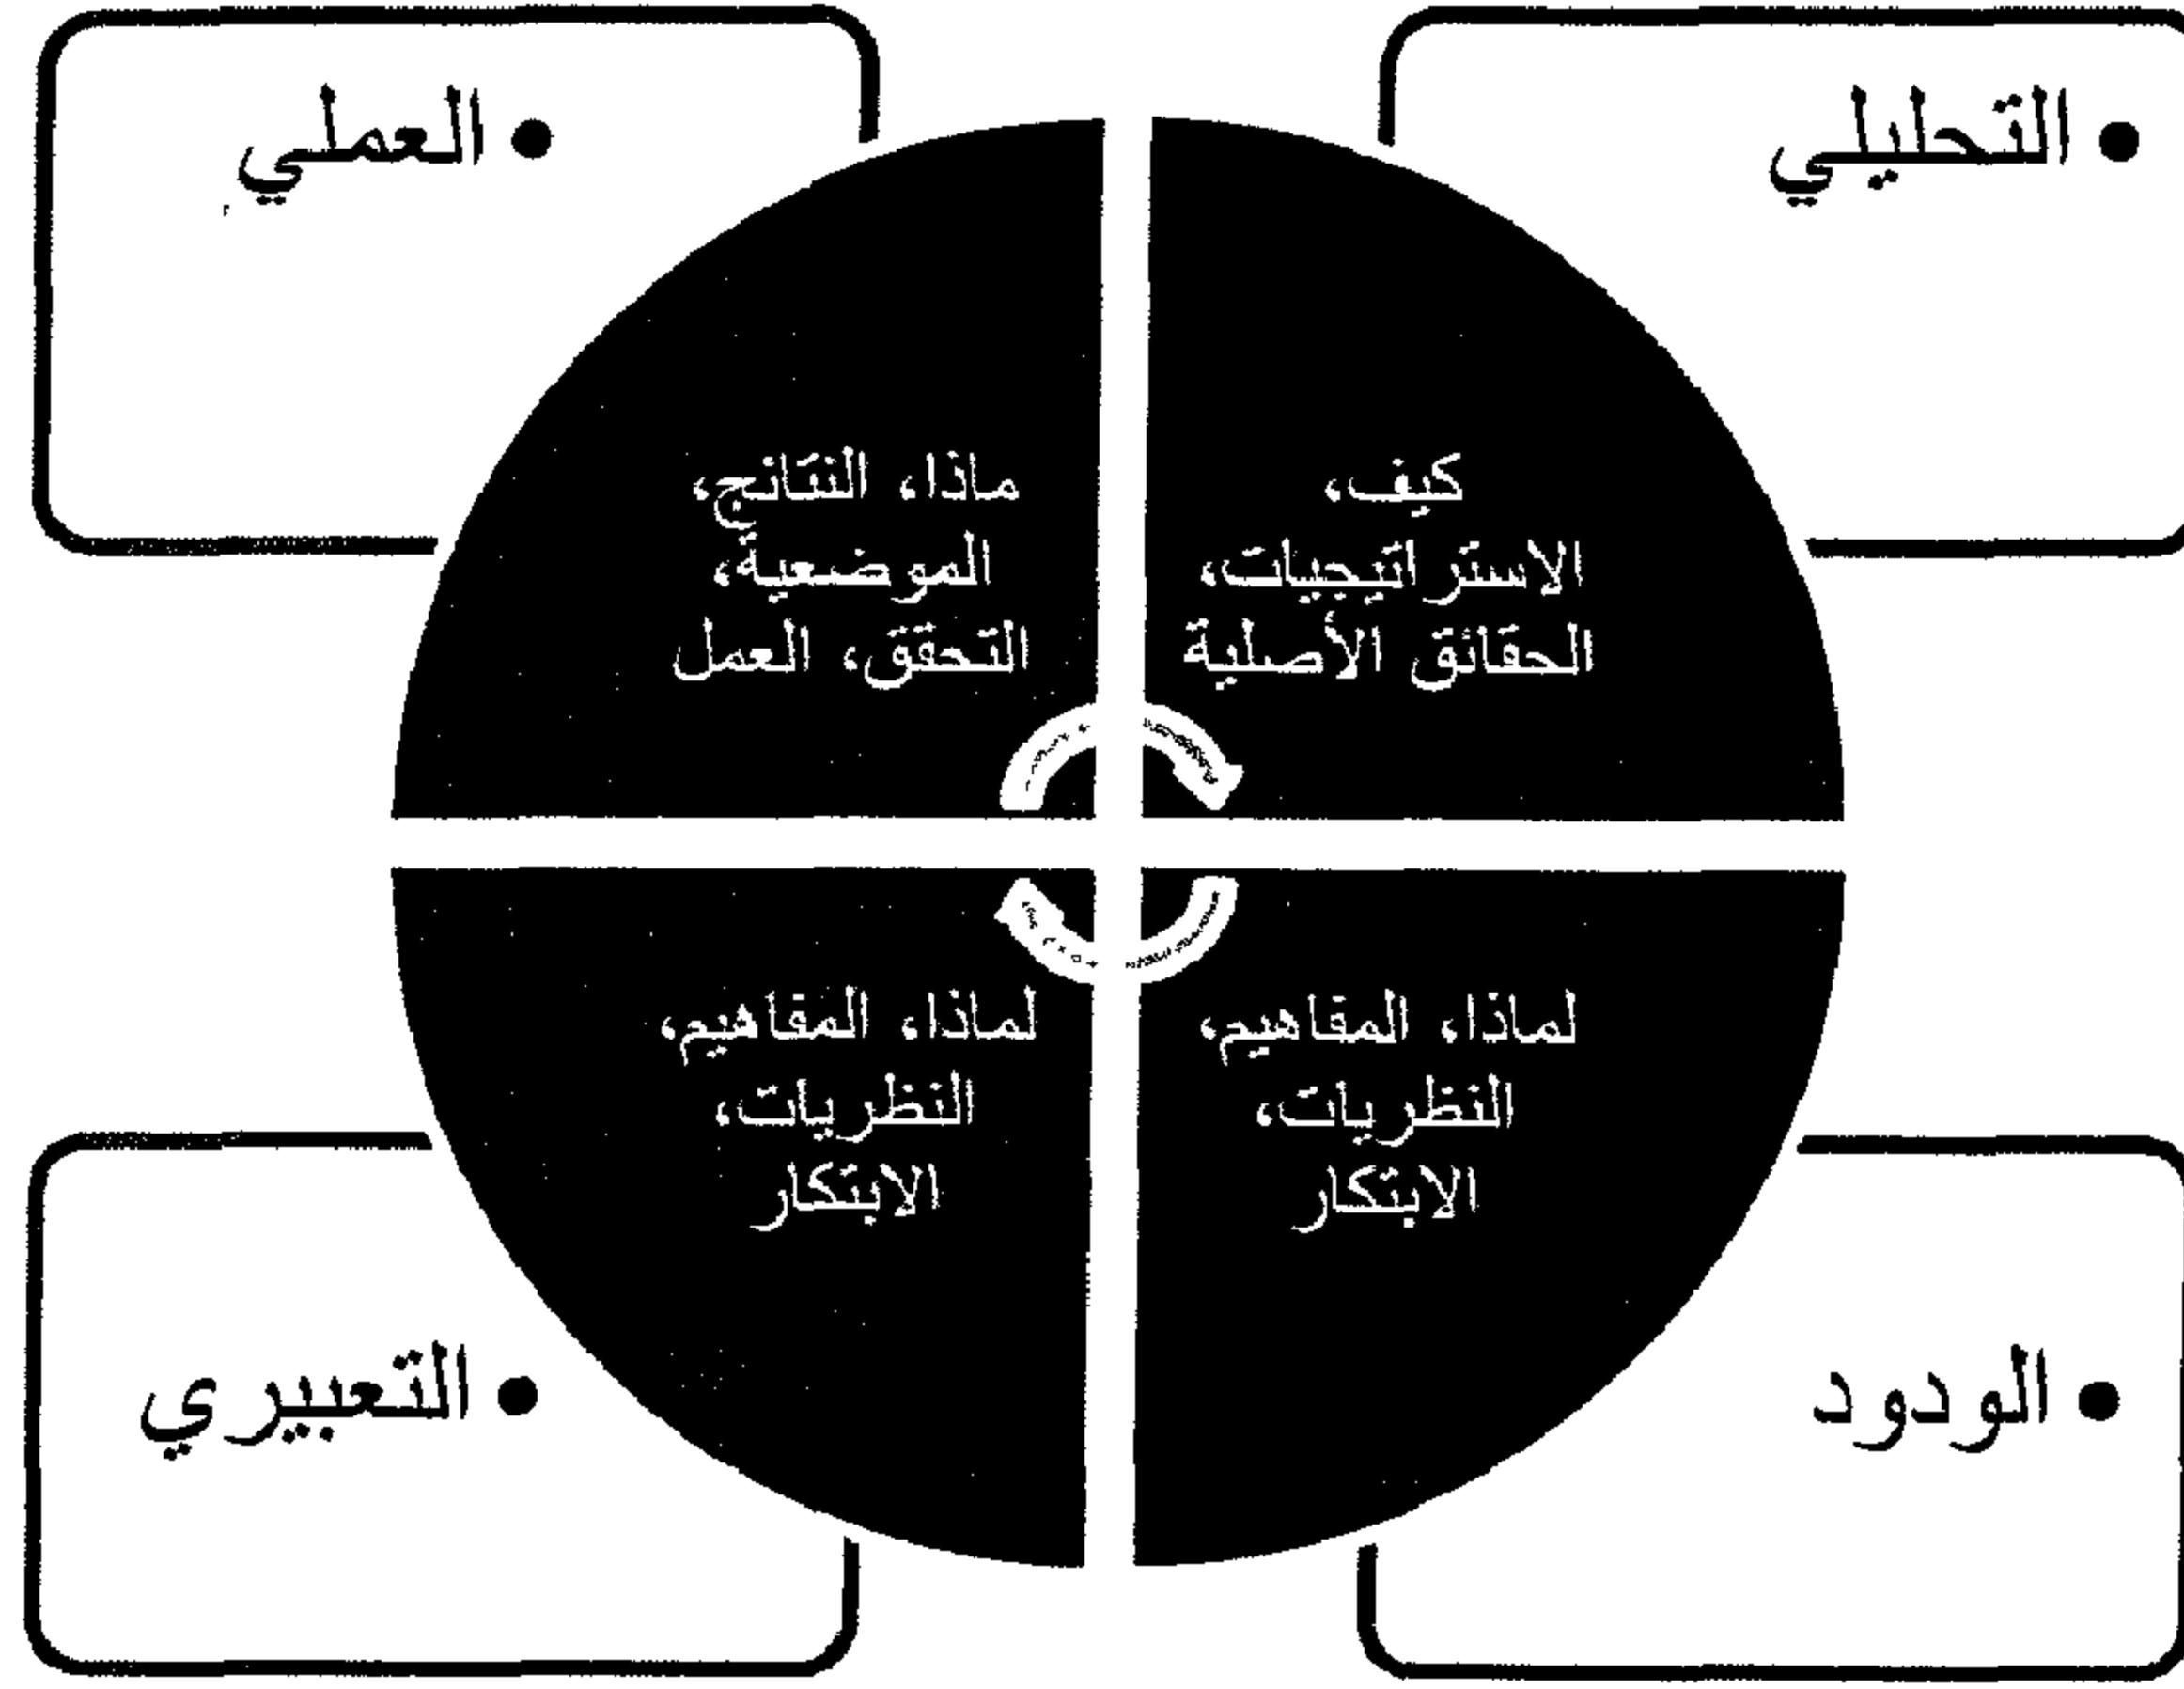 • التحليلي
• العملي
كيف،
الاستراتيجيات،
الحقائق الأصلية
ماذا، النتائج،
الموضعية،
التحقق، العمل
لماذا، المفاهيم،
النظريات،
الابتكار
لماذا، المفاهيم،
النظريات،
الابتكار
• الودود
• التعبيري